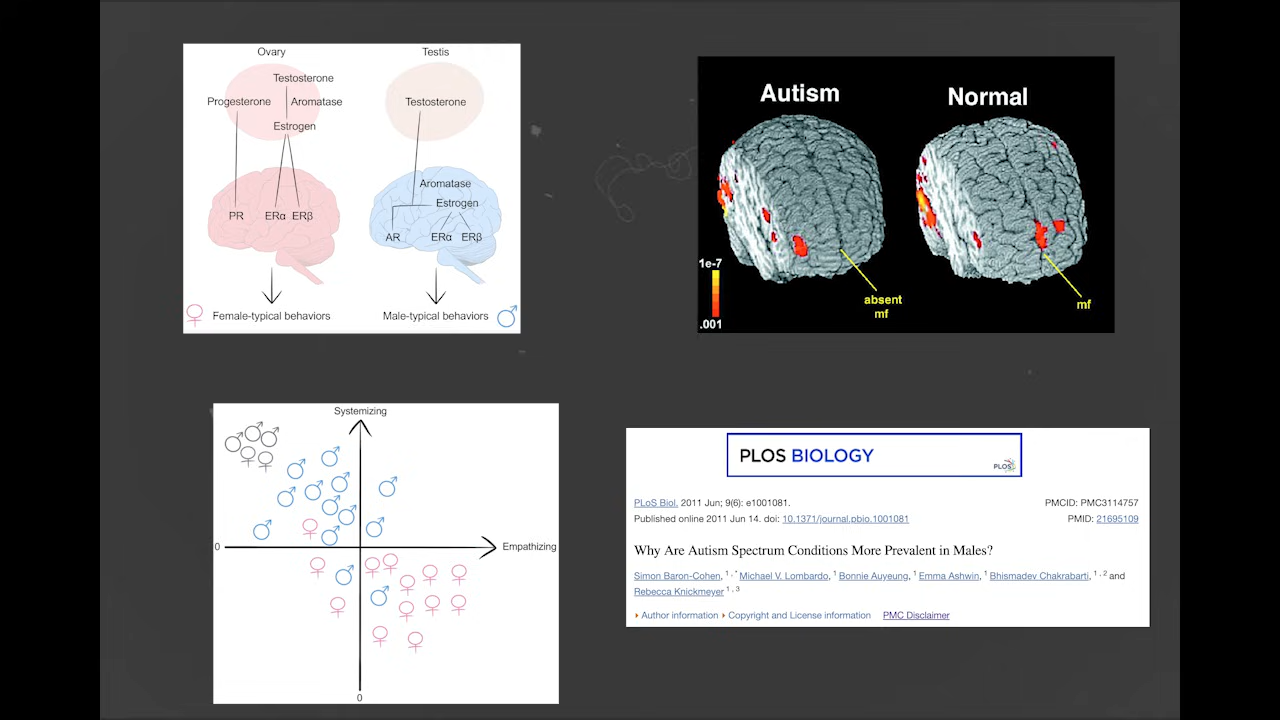 Ovary
Testosterone
Progesterone
Aromatase
Estrogen
PR
ERα
ERβ
Female-typical behaviors
Testis
Testosterone
Aromatase
Estrogen
AR
ERα
ERβ
Male-typical behaviors
Autism
Normal
1e-7
.001
absent
mf
mf
Systemizing
0
Empathizing
0
PLOS BIOLOGY
PLOS
PLoS Biol. 2011 Jun; 9(6): e1001081.
PMCID: PMC3114757
Published online 2011 Jun 14. doi: 10.1371/journal.pbio.1001081
PMID: 21695109
Why Are Autism Spectrum Conditions More Prevalent in Males?
Simon Baron-Cohen, 1 , * Michael V. Lombardo, 1 Bonnie Auyeung, 1 Emma Ashwin, 1 Bhismadev Chakrabarti, 1 , 2 and
Rebecca Knickmeyer 1 , 3
Author information Copyright and License information PMC Disclaimer